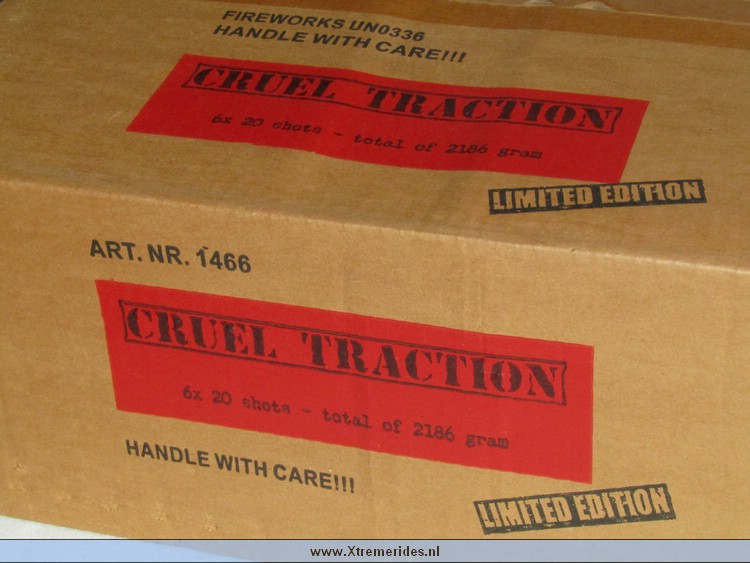 FIREWORKS UN0336
HANDLE WITH CARE!!!
CRUEL TRACTION
6x 20 shots - total of 2186 gram
LIMITED EDITION
ART. NR. 1466
CRUEL TRACTION
6x 20 shots - total of 2186 gram
HANDLE WITH CARE!!!
LIMITED EDITION
www.Xtremerides.nl